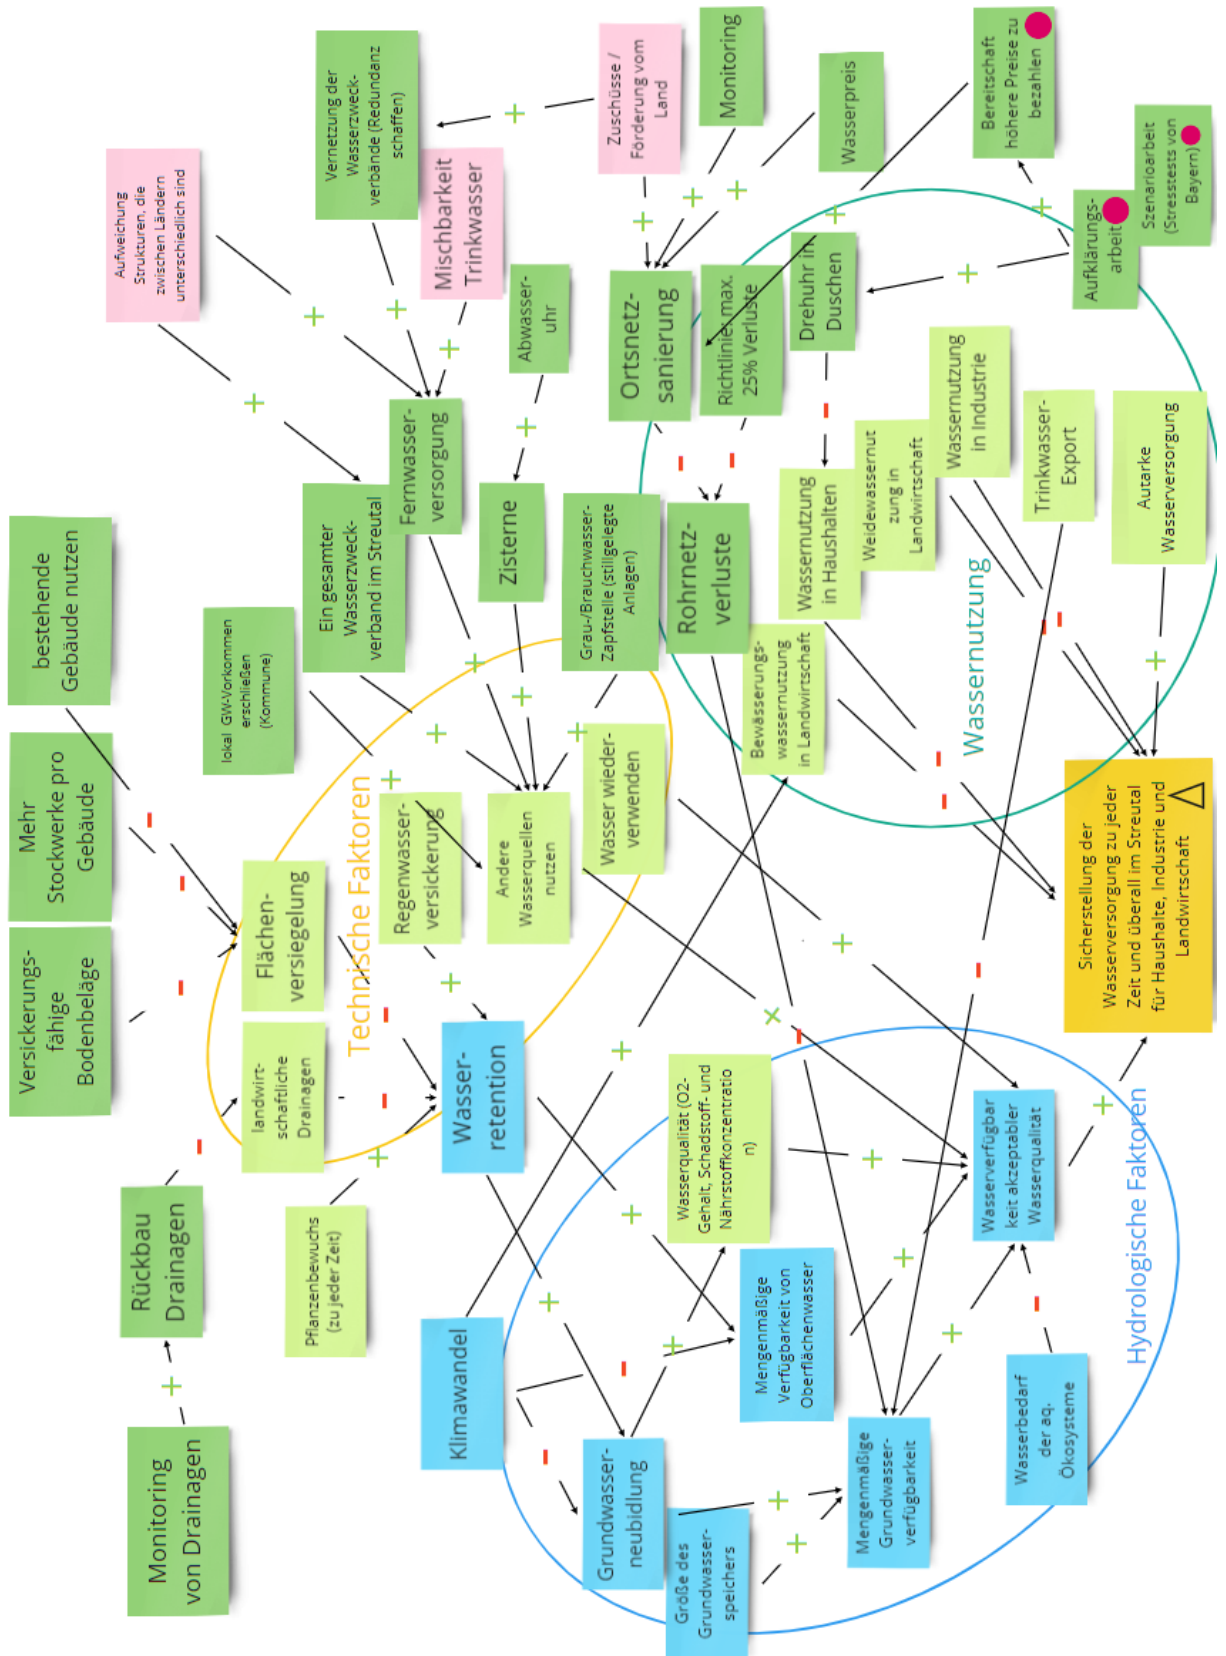 Monitoring
von Drainagen
Rückbau
Drainagen
Versickerungs-
fähige
Bodenbeläge
Mehr
Stockwerke pro
Gebäude
bestehende
Gebäude nutzen
Aufweichung
Strukturen, die
zwischen Ländern
unterschiedlich sind
Pflanzenbewuchs
(zu jeder Zeit)
landwirt-
schaftliche
Drainagen
Flächen-
versiegelung
lokal GW-Vorkommen
erschließen
(Kommune)
Ein gesamter
Wasserzweck-
verband im Streutal
Vernetzung der
Wasserzweck-
verbände (Redundanz
schaffen)
Technische Faktoren
Klimawandel
Wasser-
retention
Regenwasser-
versickerung
Fernwasser-
versorgung
Mischbarkeit
Trinkwasser
Andere
Wasserquellen
nutzen
Zisterne
Abwasser-
uhr
Grundwasser-
neubidlung
Wasser wieder-
verwenden
Grau-/Brauchwasser-
Zapfstelle (stillgelegte
Anlagen)
Ortsnetz-
sanierung
Zuschüsse /
Förderung vom
Land
Größe des
Grundwasser-
speichers
Wasserqualität (O2-
Gehalt, Schadstoff- und
Nährstoffkonzentratio
n)
Rohrnetz-
verluste
Richtlinie: max.
25% Verluste
Monitoring
Mengenmäßige
Verfügbarkeit von
Oberflächenwasser
Bewässerungs-
wassernutzung
in Landwirtschaft
Wassernutzung
in Haushalten
Drehuhr in
Duschen
Wasserpreis
Mengenmäßige
Grundwasser-
verfügbarkeit
Weidewassernut
zung in
Landwirtschaft
Wassernutzung
in Industrie
Wassernutzung
Bereitschaft
höhere Preise zu
bezahlen
Wasserbedarf
der aq.
Ökosysteme
Wasserverfügbar
keit akzeptabler
Wasserqualität
Trinkwasser-
Export
Aufklärungs-
arbeit
Szenarioarbeit
(Stresstests von
Bayern)
Hydrologische Faktoren
Sicherstellung der
Wasserversorgung zu jeder
Zeit und überall im Streutal
für Haushalte, Industrie und
Landwirtschaft
Autarke
Wasserversorgung